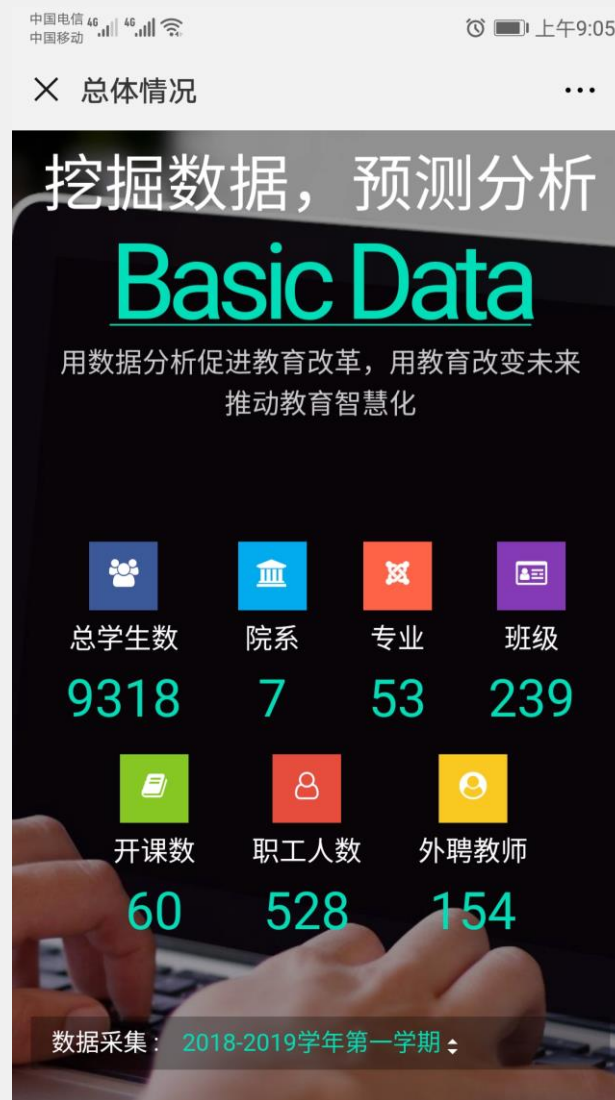 中国电信 4G 4G
中国移动
上午9:05
总体情况
挖掘数据，预测分析
Basic Data
用数据分析促进教育改革，用教育改变未来
推动教育智慧化
总学生数 院系 专业 班级
9318 7 53 239
开课数 职工人数 外聘教师
60 528 154
数据采集： 2018-2019学年第一学期